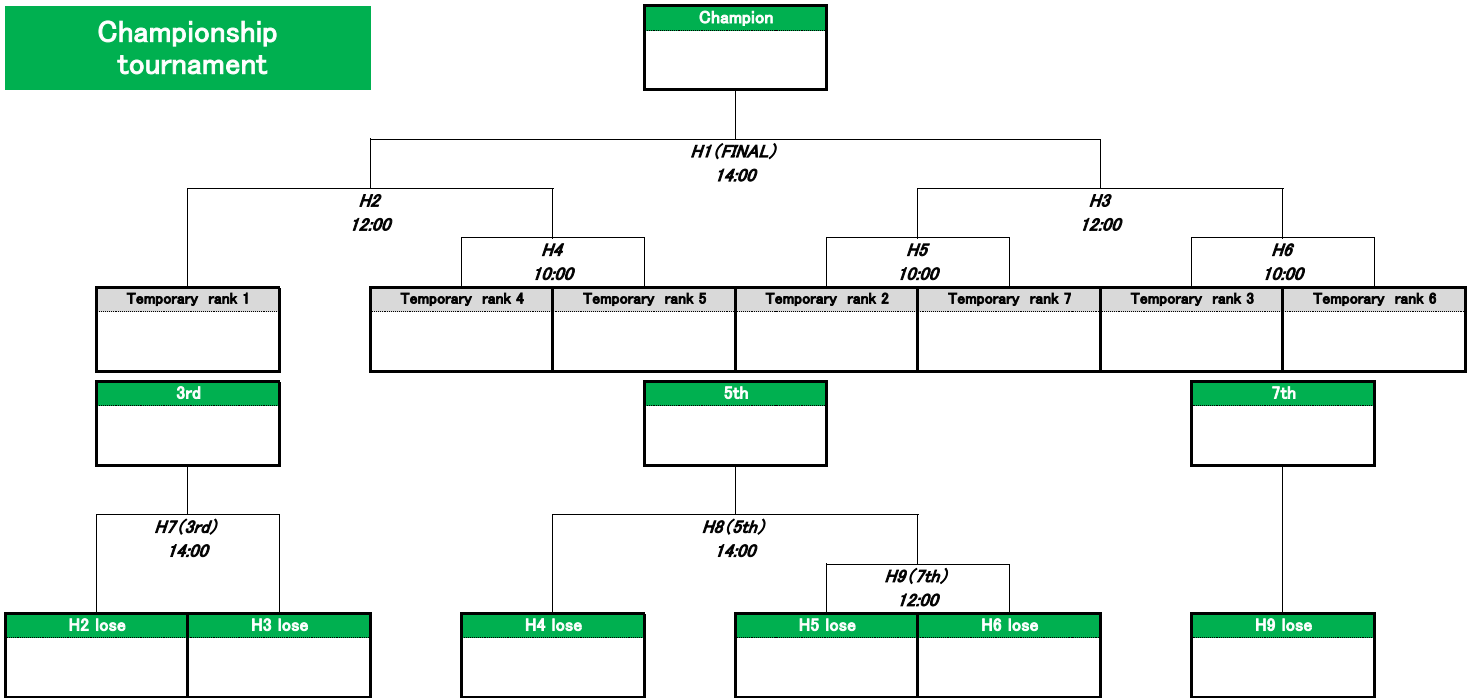 Championship
tournament
Champion
H1(FINAL)
14:00
H2
12:00
H3
12:00
H4
10:00
H5
10:00
H6
10:00
Temporary rank 1
Temporary rank 4
Temporary rank 5
Temporary rank 2
Temporary rank 7
Temporary rank 3
Temporary rank 6
3rd
5th
7th
H7(3rd)
14:00
H8(5th)
14:00
H9(7th)
12:00
H2 lose
H3 lose
H4 lose
H5 lose
H6 lose
H9 lose